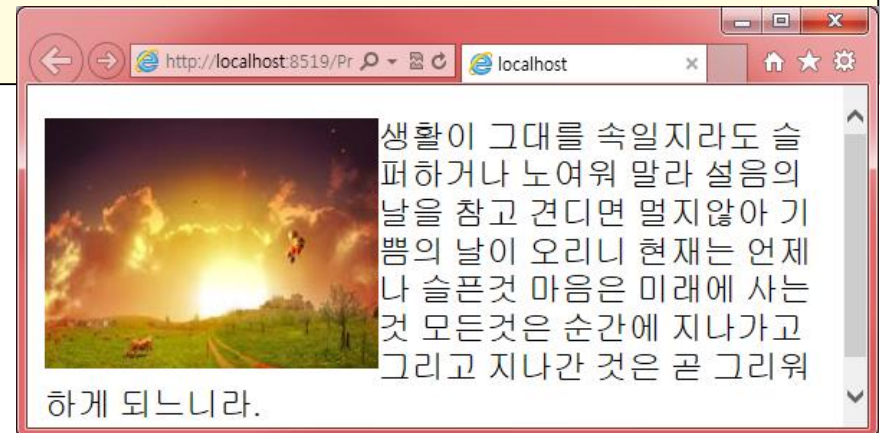 http://localhost:8519/Pr
localhost
생활이 그대를 속일지라도 슬
퍼하거나 노여워 말라 설음의
날을 참고 견디면 멀지않아 기
쁨의 날이 오리니 현재는 언제
나 슬픈것 마음은 미래에 사는
것 모든것은 순간에 지나가고
그리고 지나간 것은 곧 그리워
하게 되느니라.